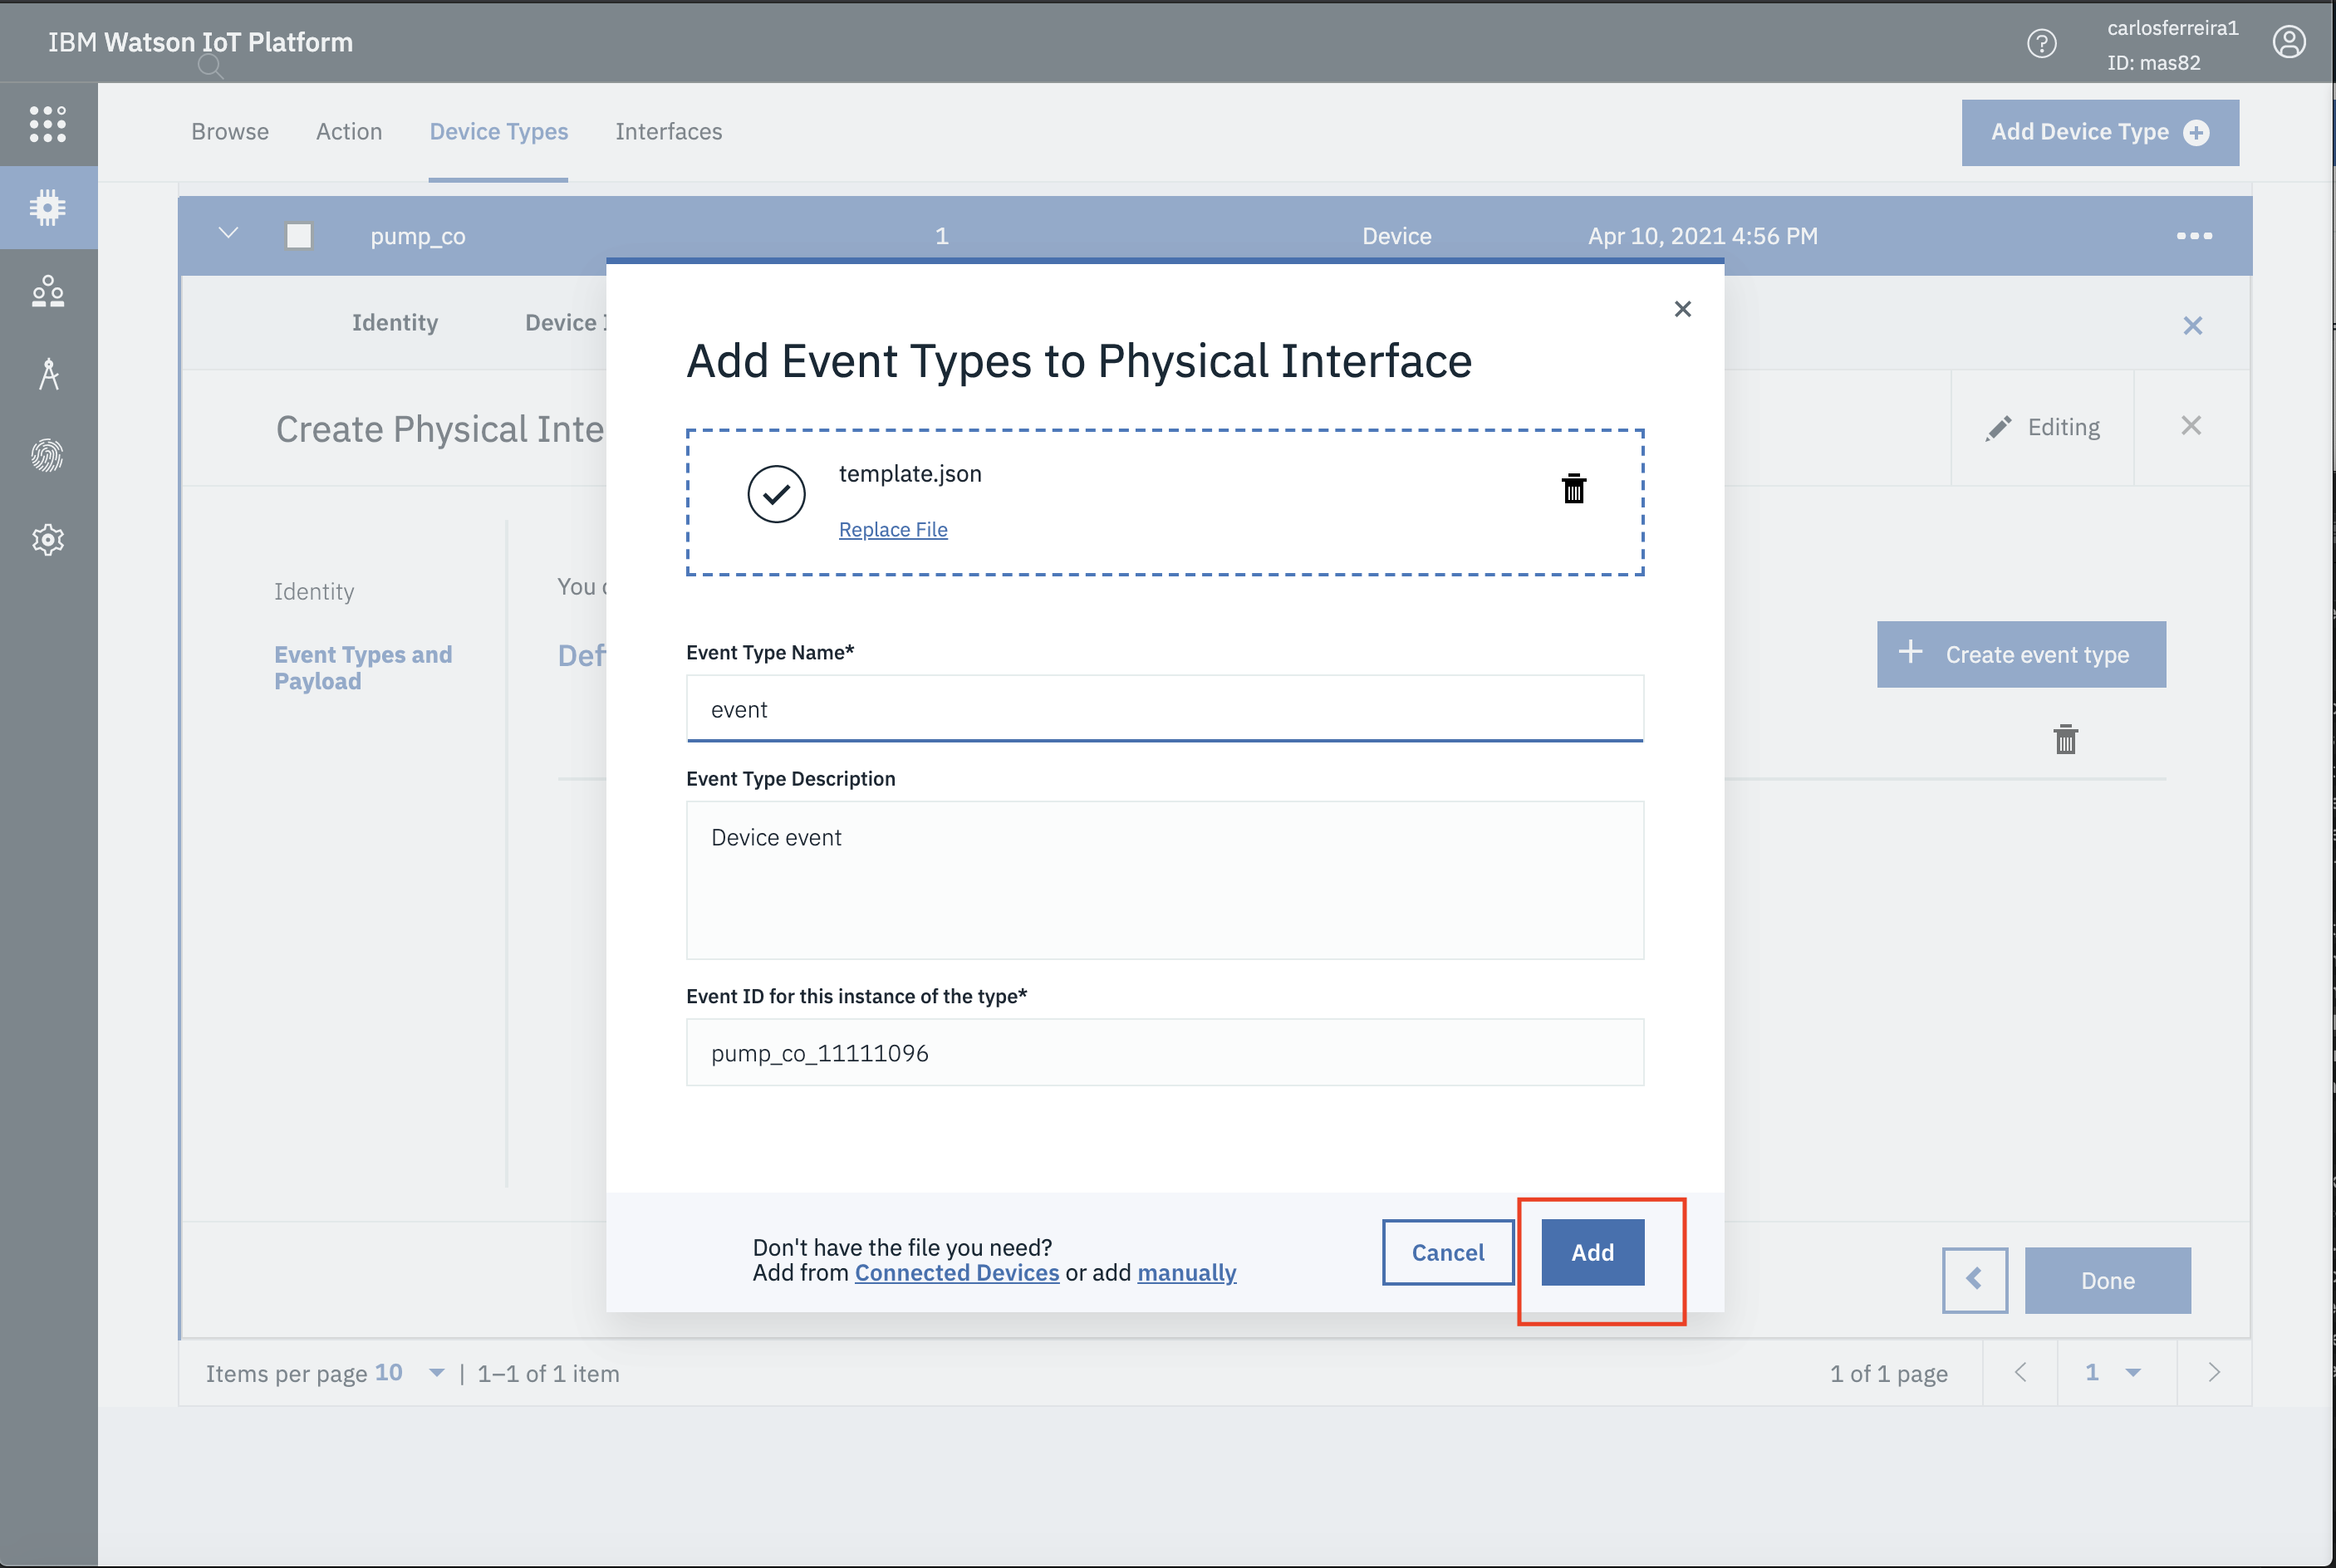 IBM Watson IoT Platform
carlosferreira1
ID: mas82
Browse
Action
Device Types
Interfaces
Add Device Type
pump_co
1
Device
Apr 10, 2021 4:56 PM
Identity
Device
Create Physical Inte
Editing
Identity
Event Types and
Payload
You
Def
Create event type
Add Event Types to Physical Interface
template.json
Replace File
Event Type Name*
event
Event Type Description
Device event
Event ID for this instance of the type*
pump_co_11111096
Don't have the file you need?
Add from Connected Devices or add manually
Cancel
Add
Done
Items per page 10 | 1–1 of 1 item
1 of 1 page
1